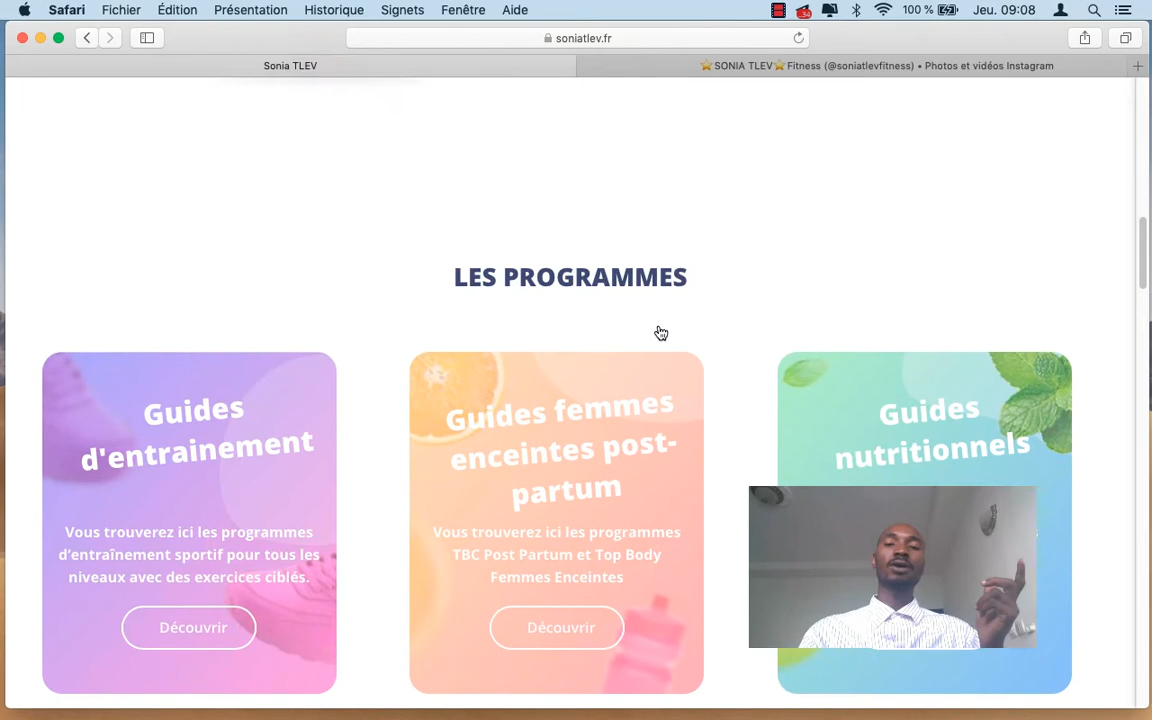 Safari Fichier Édition Présentation Historique Signets Fenêtre Aide 34 100 % Jeu. 09:08
soniatlev.fr
Sonia TLEV ⭐SONIA TLEV⭐Fitness (@soniatlevfitness) • Photos et vidéos Instagram
LES PROGRAMMES
Guides
d'entrainement
Vous trouverez ici les programmes
d'entraînement sportif pour tous les
niveaux avec des exercices ciblés.
Découvrir
Guides femmes
enceintes post-
partum
Vous trouverez ici les programmes
TBC Post Partum et Top Body
Femmes Enceintes
Découvrir
Guides
nutritionnels